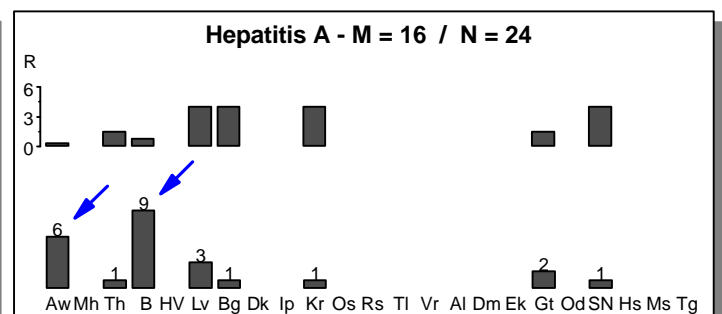 Hepatitis A - M = 16 / N = 24
R
6
3
0
6 1 9 3 1 1 2 1
Aw Mh Th B HV Lv Bg Dk Ip Kr Os Rs Tl Vr Al Dm Ek Gt Od SN Hs Ms Tg